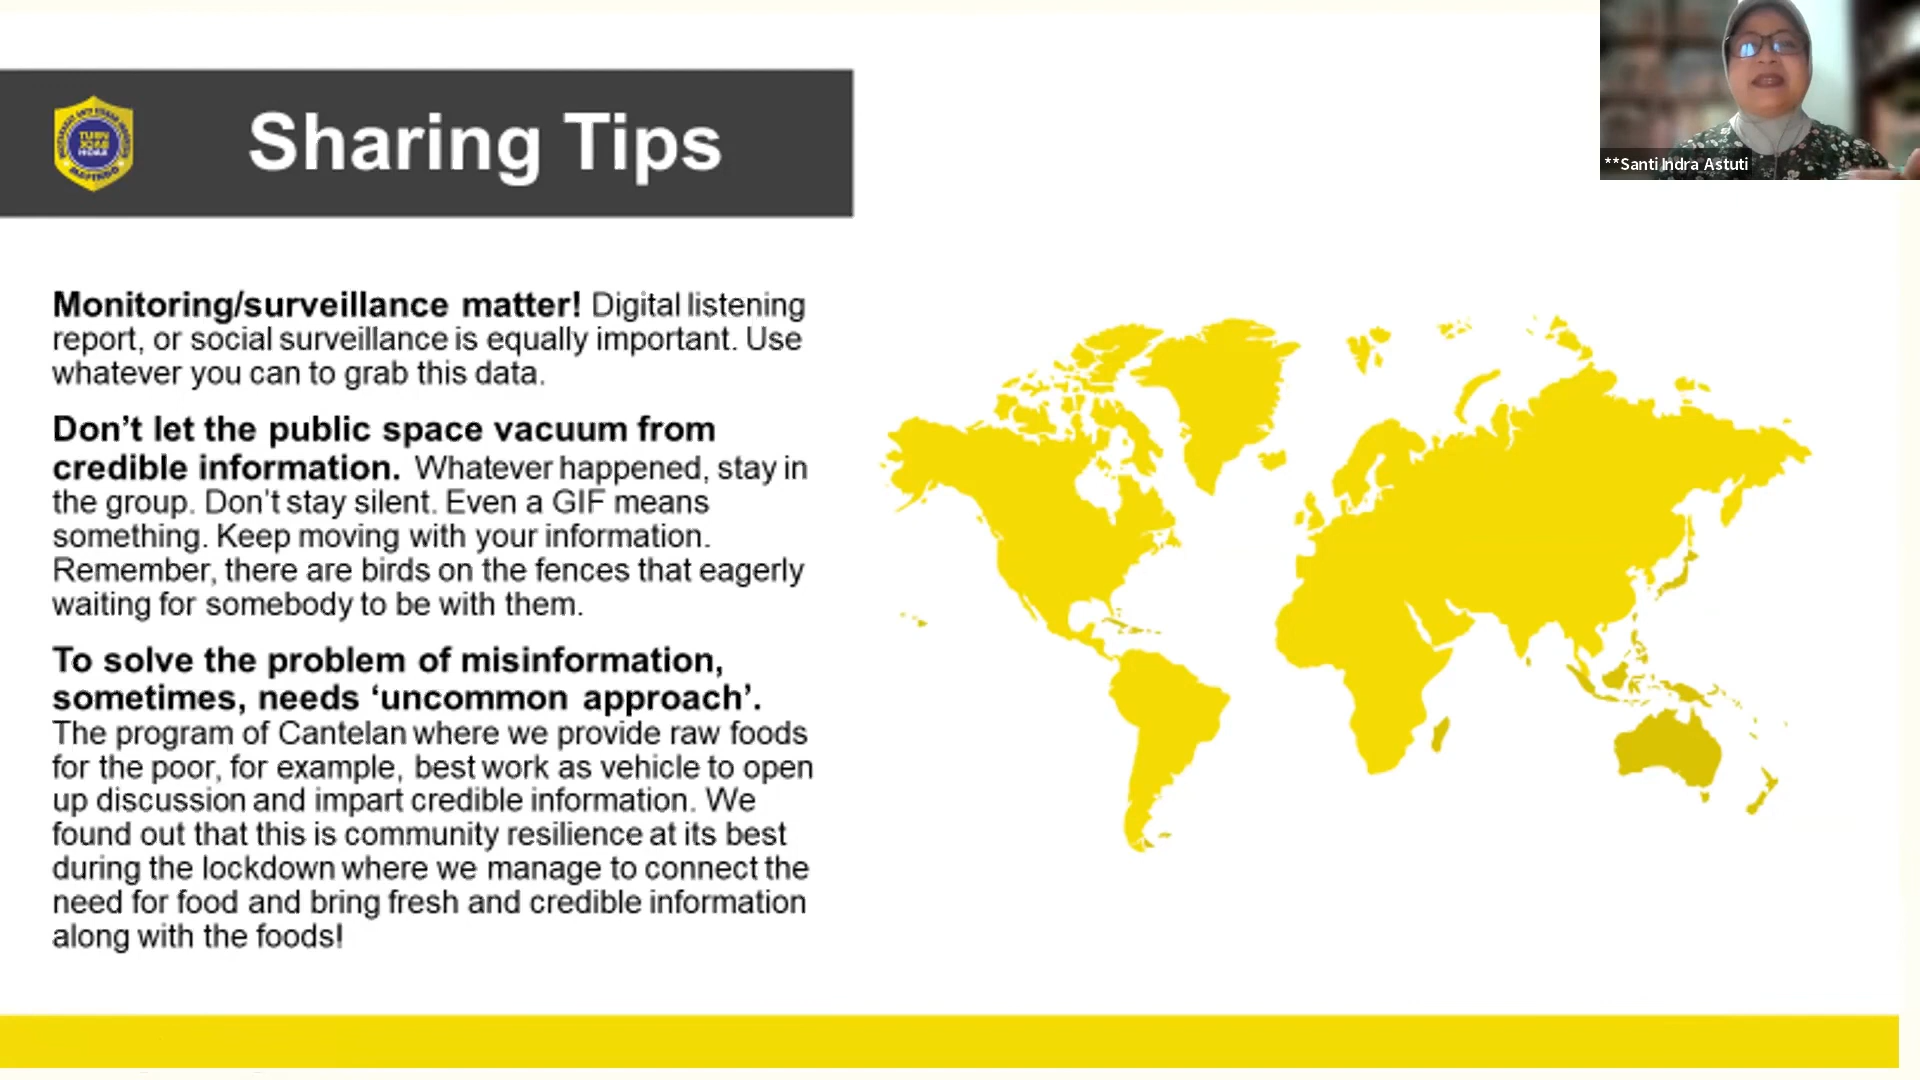 **Santi Indra Astuti
TURN
BACK
HOAX
MAFINDO
Sharing Tips
Monitoring/surveillance matter! Digital listening
report, or social surveillance is equally important. Use
whatever you can to grab this data.
Don’t let the public space vacuum from
credible information. Whatever happened, stay in
the group. Don’t stay silent. Even a GIF means
something. Keep moving with your information.
Remember, there are birds on the fences that eagerly
waiting for somebody to be with them.
To solve the problem of misinformation,
sometimes, needs ‘uncommon approach’.
The program of Cantelan where we provide raw foods
for the poor, for example, best work as vehicle to open
up discussion and impart credible information. We
found out that this is community resilience at its best
during the lockdown where we manage to connect the
need for food and bring fresh and credible information
along with the foods!